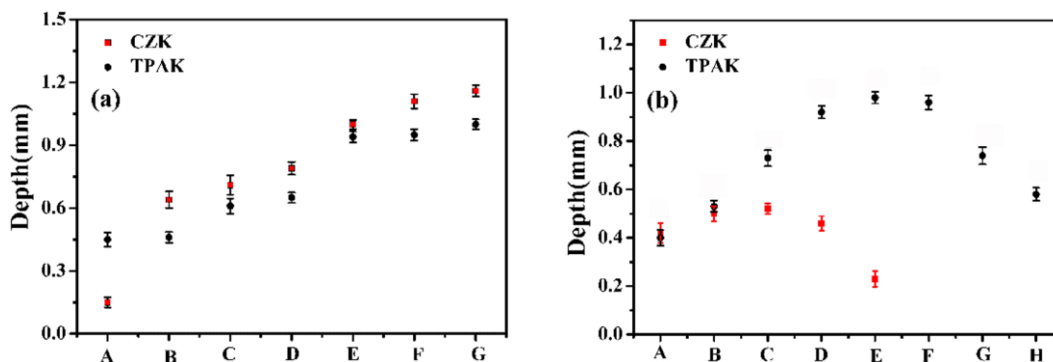 1.5
CZK
TPAK
1.2
(a)
0.9
Depth(mm)
0.6
0.3
0.0
A B C D E F G
1.2
CZK
TPAK
1.0
(b)
0.8
Depth(mm)
0.6
0.4
0.2
0.0
A B C D E F G H